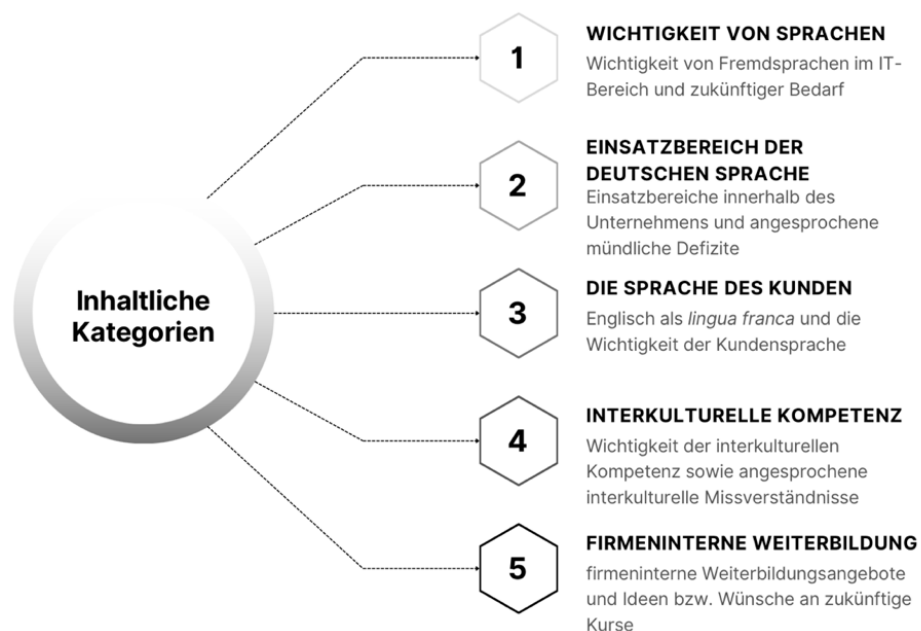 Inhaltliche
Kategorien
1
WICHTIGKEIT VON SPRACHEN
Wichtigkeit von Fremdsprachen im IT-
Bereich und zukünftiger Bedarf
2
EINSATZBEREICH DER
DEUTSCHEN SPRACHE
Einsatzbereiche innerhalb des
Unternehmens und angesprochene
mündliche Defizite
3
DIE SPRACHE DES KUNDEN
Englisch als lingua franca und die
Wichtigkeit der Kundensprache
4
INTERKULTURELLE KOMPETENZ
Wichtigkeit der interkulturellen
Kompetenz sowie angesprochene
interkulturelle Missverständnisse
5
FIRMENINTERNE WEITERBILDUNG
firmeninterne Weiterbildungsangebote
und Ideen bzw. Wünsche an zukünftige
Kurse